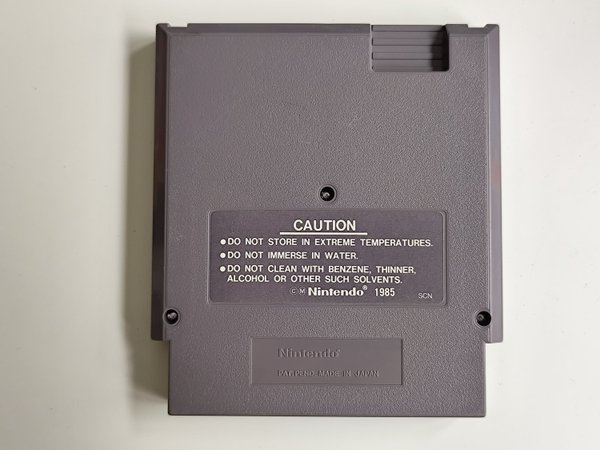 CAUTION
● DO NOT STORE IN EXTREME TEMPERATURES.
● DO NOT IMMERSE IN WATER.
● DO NOT CLEAN WITH BENZENE, THINNER,
ALCOHOL OR OTHER SUCH SOLVENTS.
©Ⓜ Nintendo® 1985
SCN
Nintendo®
PAT.PEND. MADE IN JAPAN